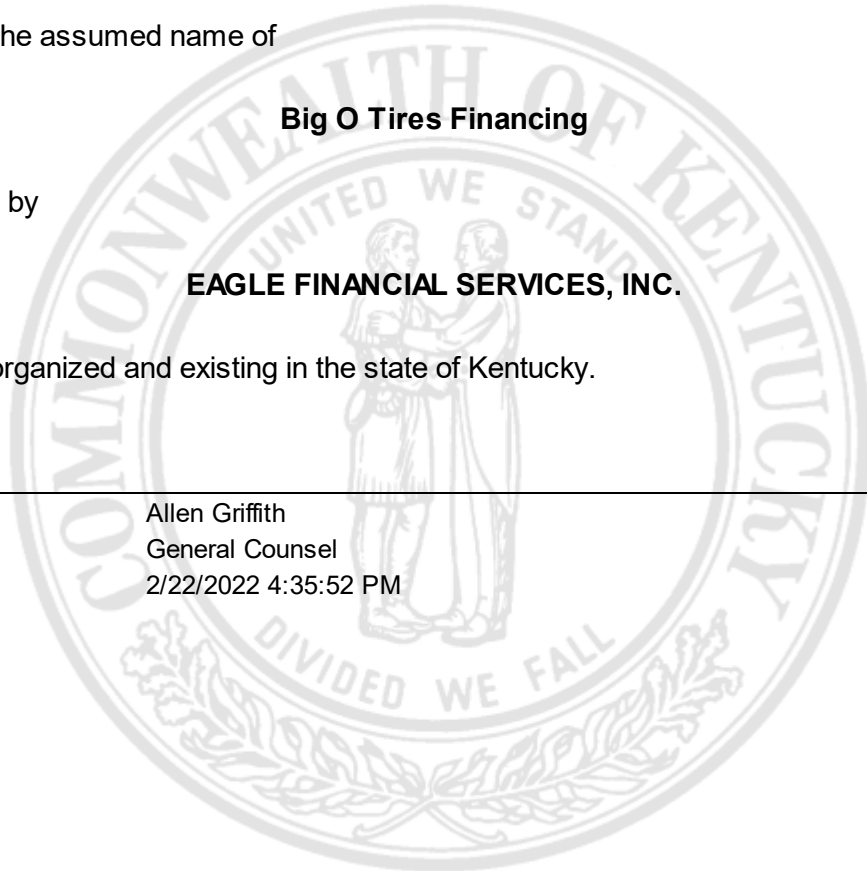 he assumed name of
Big O Tires Financing
by
EAGLE FINANCIAL SERVICES, INC.
organized and existing in the state of Kentucky.
Allen Griffith
General Counsel
2/22/2022 4:35:52 PM
COMMONWEALTH OF KENTUCKY
UNITED WE STAND
DIVIDED WE FALL